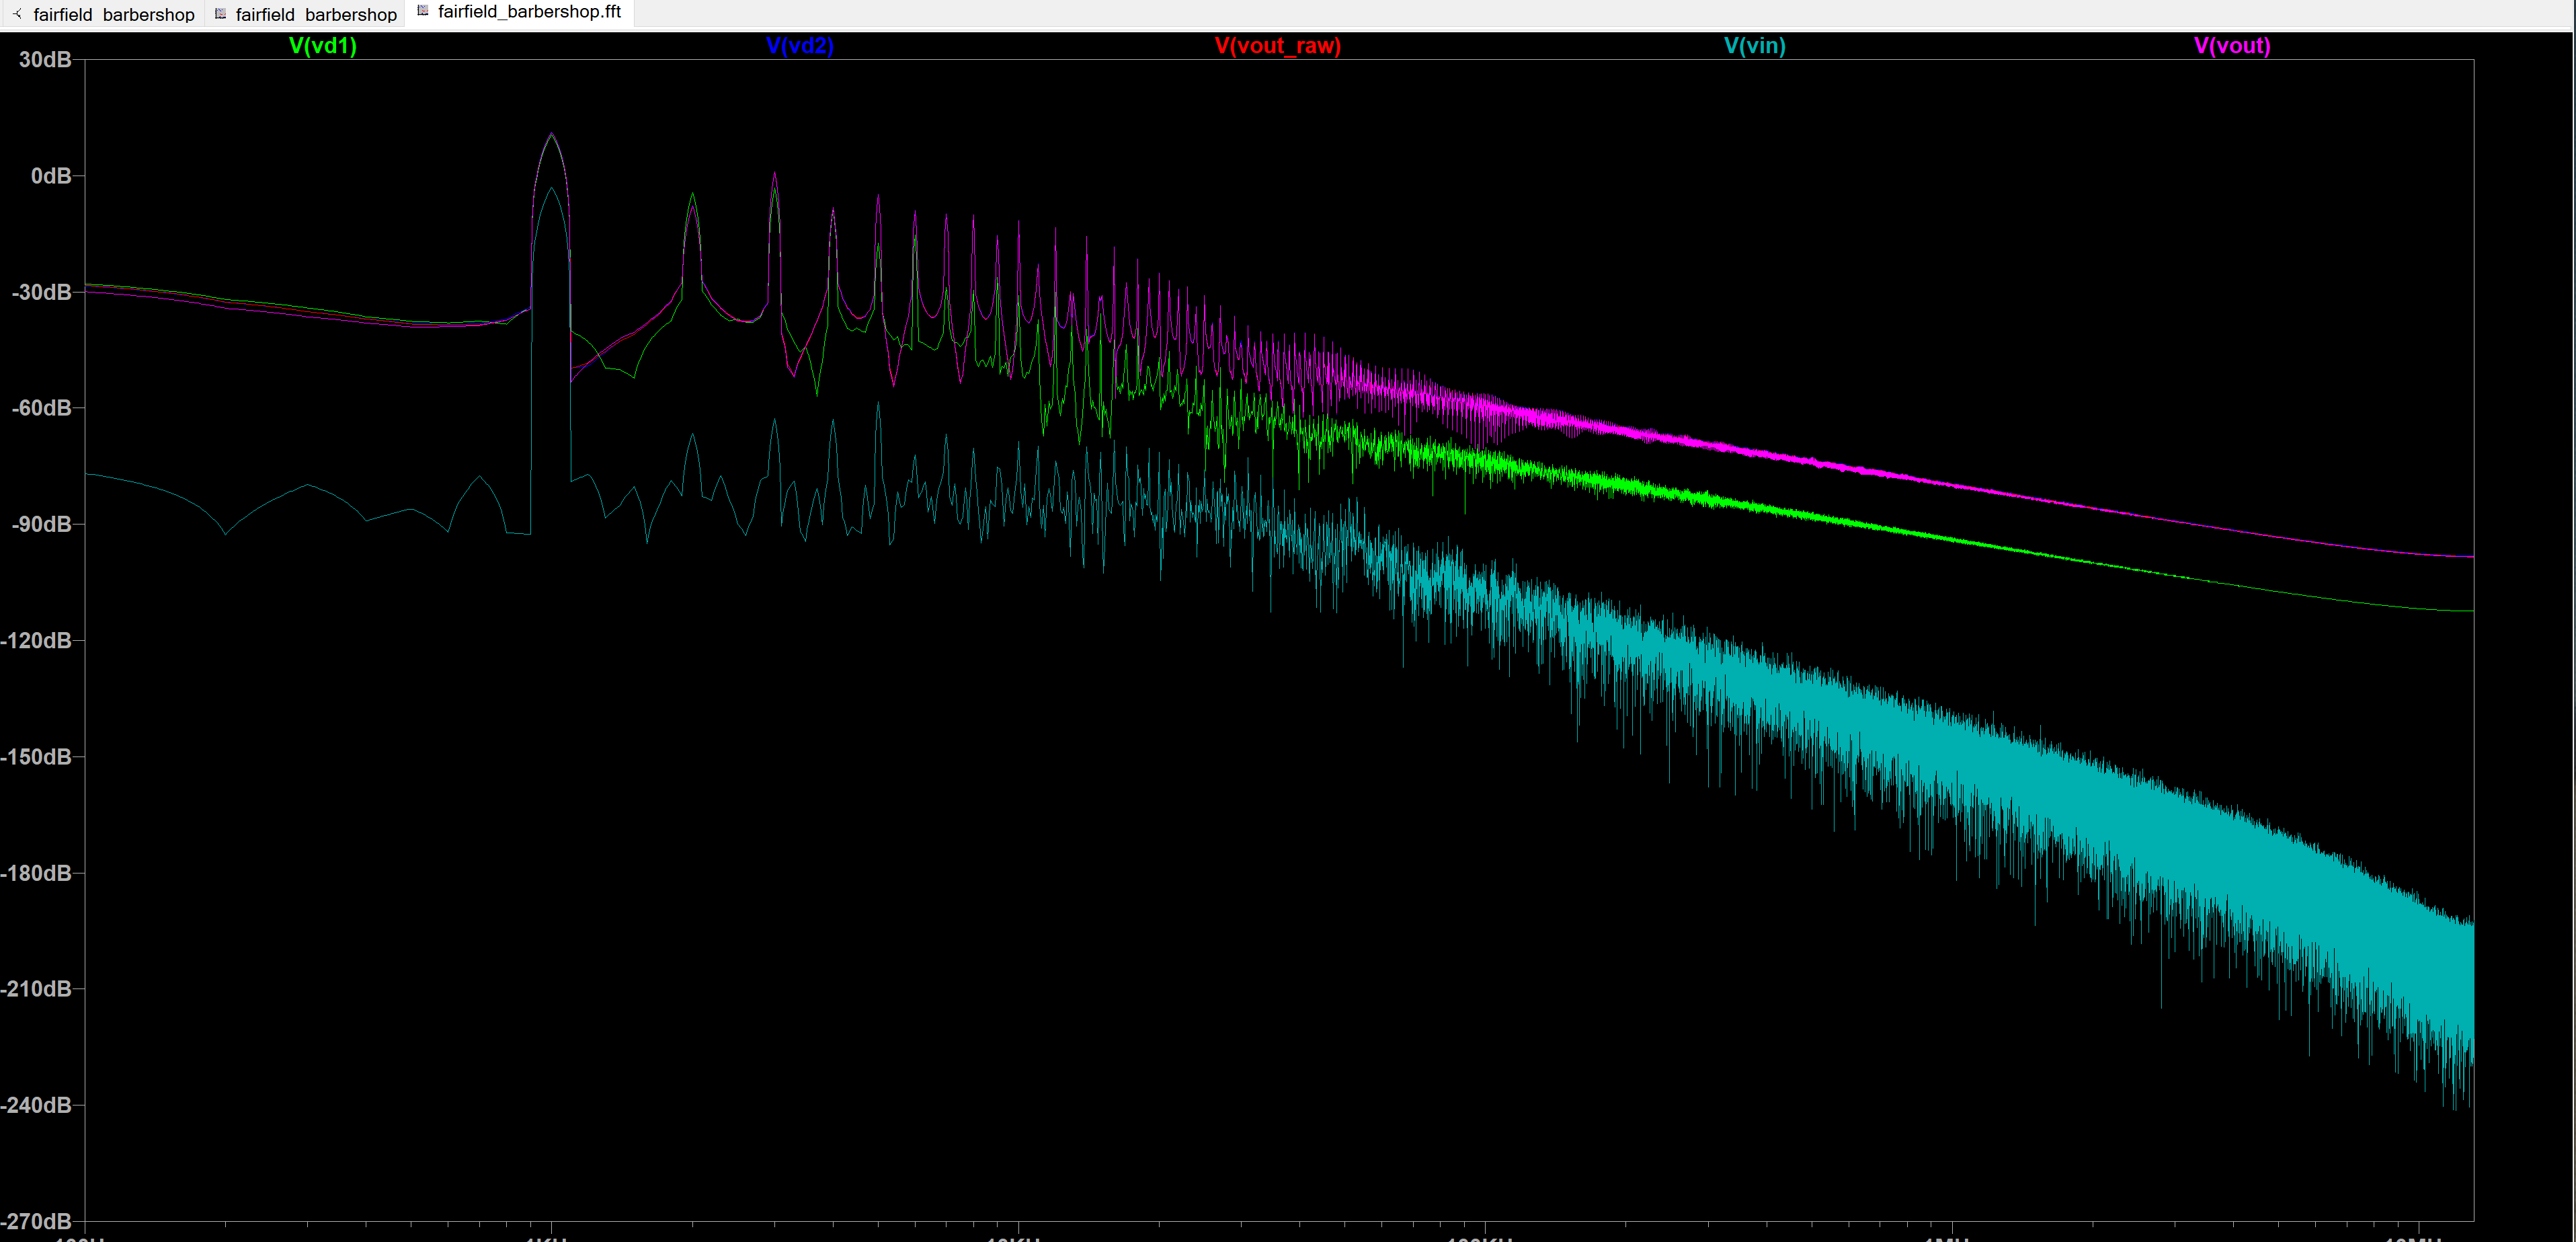 fairfield_barbershop fairfield_barbershop fairfield_barbershop.fft
V(vd1) V(vd2) V(vout_raw) V(vin) V(vout)
30dB
0dB
-30dB
-60dB
-90dB
-120dB
-150dB
-180dB
-210dB
-240dB
-270dB